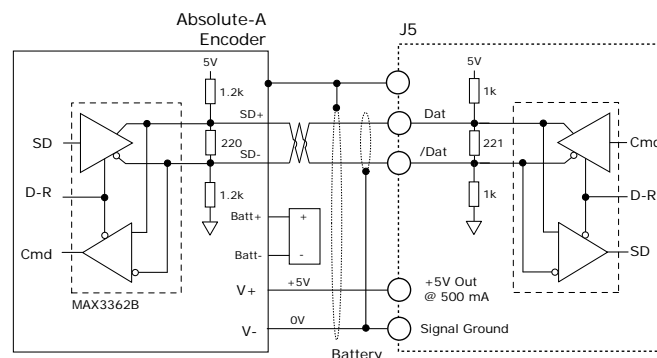 Absolute-A
Encoder
J5
5V
5V
1.2k
1k
SD+
Dat
SD
220
221
Cmd
SD-
/Dat
D-R
1.2k
1k
D-R
Batt+
+
Cmd
SD
Batt-
-
MAX3362B
V+
+5V
+5V Out
@ 500 mA
V-
0V
Signal Ground
Battery